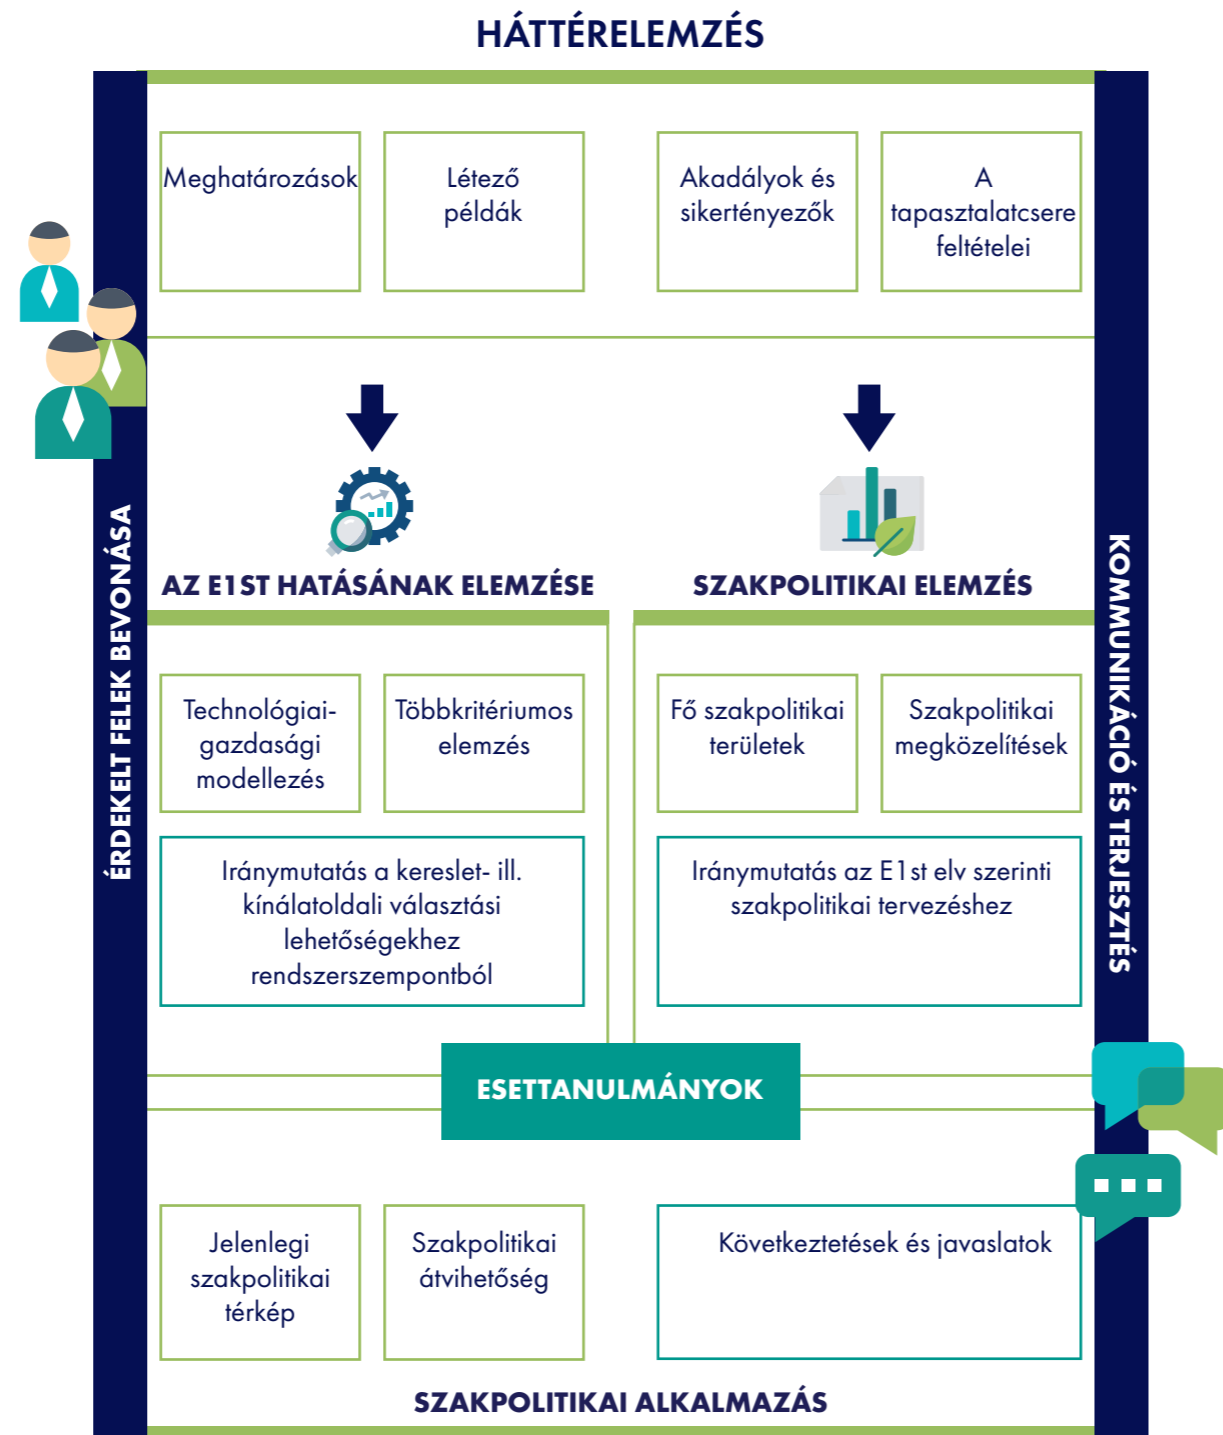 HÁTTÉRELEMZÉS
Meghatározások
Létező
példák
Akadályok és
sikertényezők
A
tapasztalatcsere
feltételei
ÉRDEKELT FELEK BEVONÁSA
KOMMUNIKÁCIÓ ÉS TERJESZTÉS
AZ E1ST HATÁSÁNAK ELEMZÉSE
Technológiai-
gazdasági
modellezés
Többkritériumos
elemzés
Iránymutatás a kereslet- ill.
kínálatoldali választási
lehetőségekhez
rendszerszempontból
SZAKPOLITIKAI ELEMZÉS
Fő szakpolitikai
területek
Szakpolitikai
megközelítések
Iránymutatás az E1st elv szerinti
szakpolitikai tervezéshez
ESETTANULMÁNYOK
Jelenlegi
szakpolitikai
térkép
Szakpolitikai
átvihetőség
Következtetések és javaslatok
SZAKPOLITIKAI ALKALMAZÁS